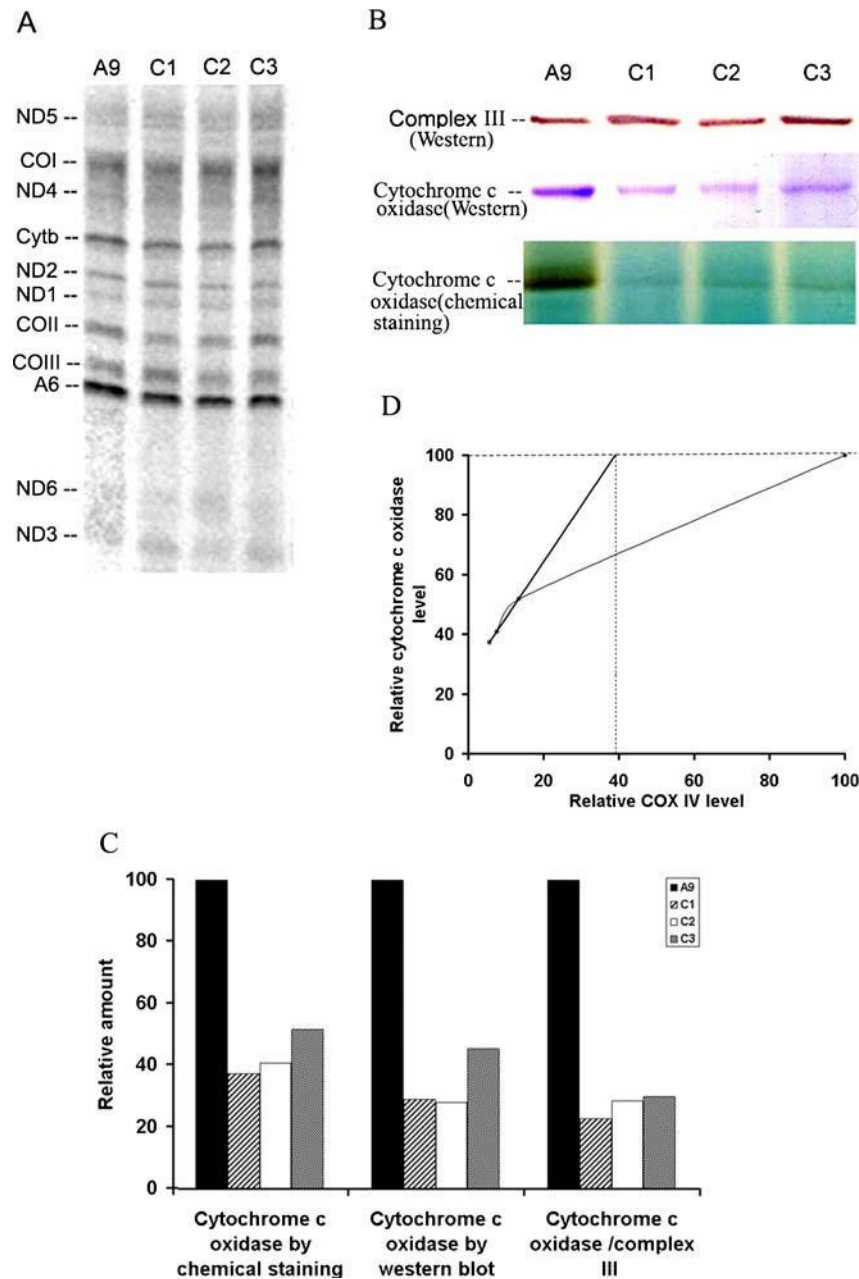 A
A9 C1 C2 C3
ND5 --
COI --
ND4 --
Cytb --
ND2 --
ND1 --
COII --
COIII --
A6 --
ND6 --
ND3 --
B
A9 C1 C2 C3
Complex III --
(Western)
Cytochrome c --
oxidase(Western)
Cytochrome c --
oxidase(chemical
staining)
D
Relative cytochrome c oxidase
level
100
80
60
40
20
0
0 20 40 60 80 100
Relative COX IV level
C
Relative amount
100
80
60
40
20
0
A9
C1
C2
C3
Cytochrome c
oxidase by
chemical staining
Cytochrome c
oxidase by
western blot
Cytochrome c
oxidase /complex
III